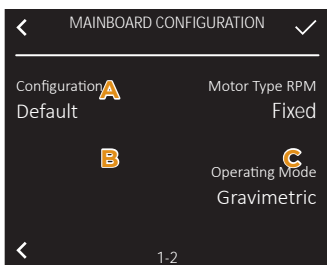 MAINBOARD CONFIGURATION
Configuration A
Motor Type RPM
Default
Fixed
B
C
Operating Mode
Gravimetric
1-2